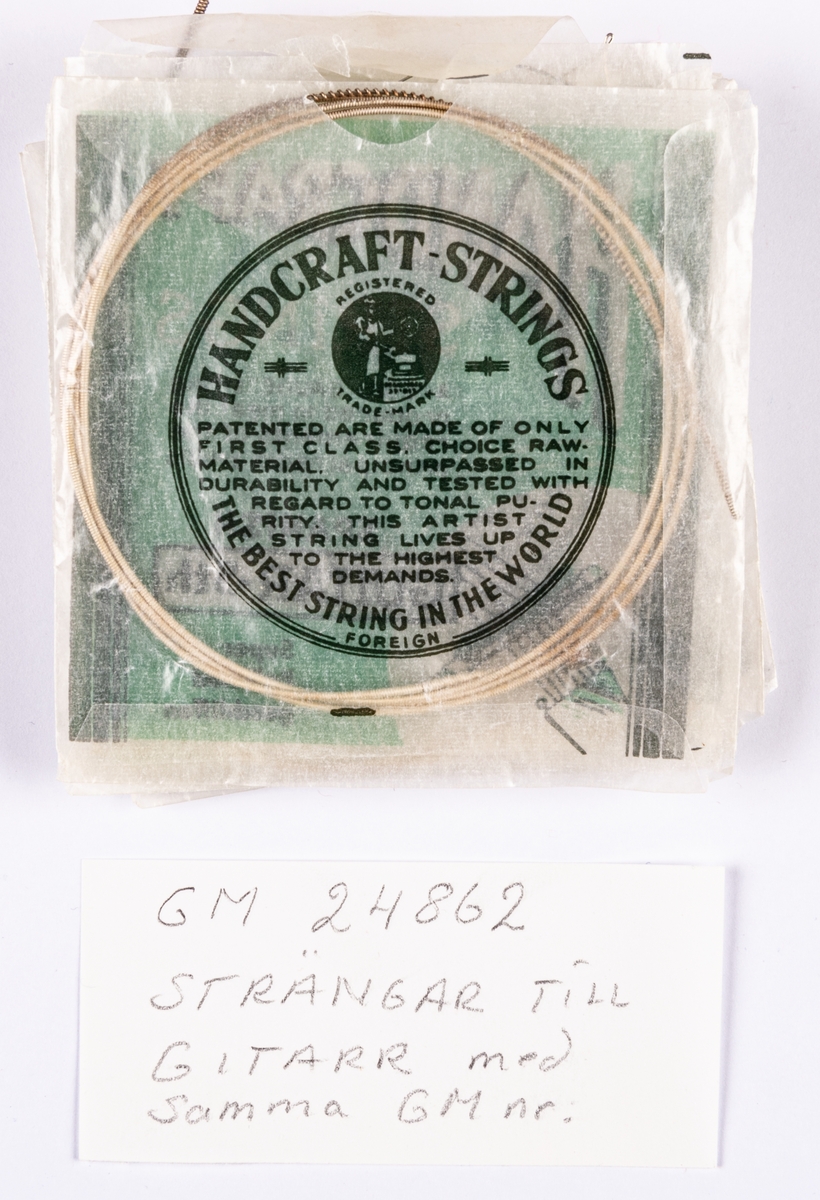 HANDCRAFT-STRINGS
REGISTERED
TRADE-MARK
PATENTED ARE MADE OF ONLY
FIRST CLASS, CHOICE RAW-
MATERIAL. UNSURPASSED IN
DURABILITY AND TESTED WITH
REGARD TO TONAL PU-
RITY. THIS ARTIST
STRING LIVES UP
TO THE HIGHEST
DEMANDS.
THE BEST STRING IN THE WORLD
FOREIGN
GM 24862
STRÄNGAR TILL
GITARR med
Samma GM nr.